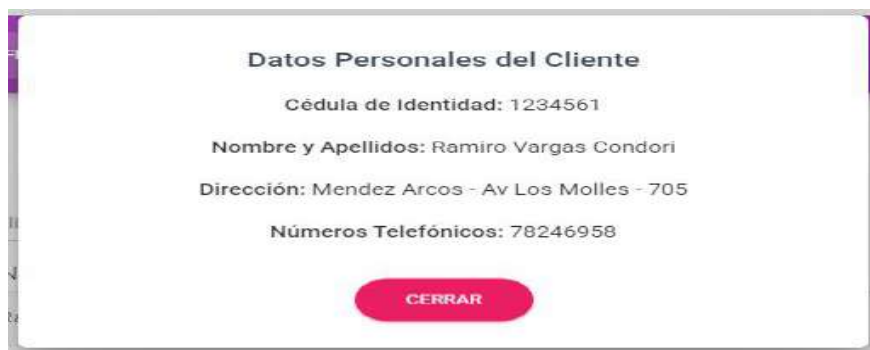 Datos Personales del Cliente
Cédula de Identidad: 1234561
Nombre y Apellidos: Ramiro Vargas Condori
Dirección: Mendez Arcos - Av Los Molles - 705
Números Telefónicos: 78246958
CERRAR